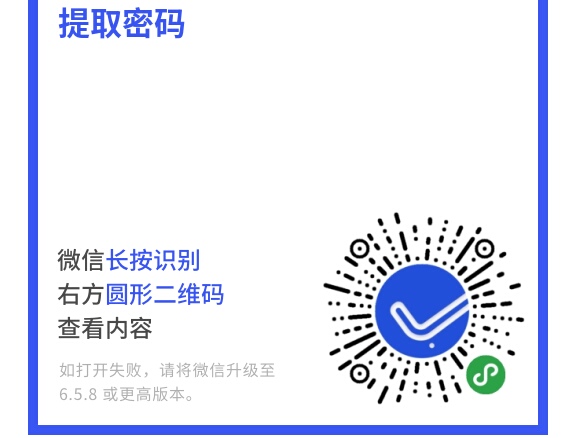 提取密码
微信长按识别
右方圆形二维码
查看内容
如打开失败，请将微信升级至
6.5.8 或更高版本。